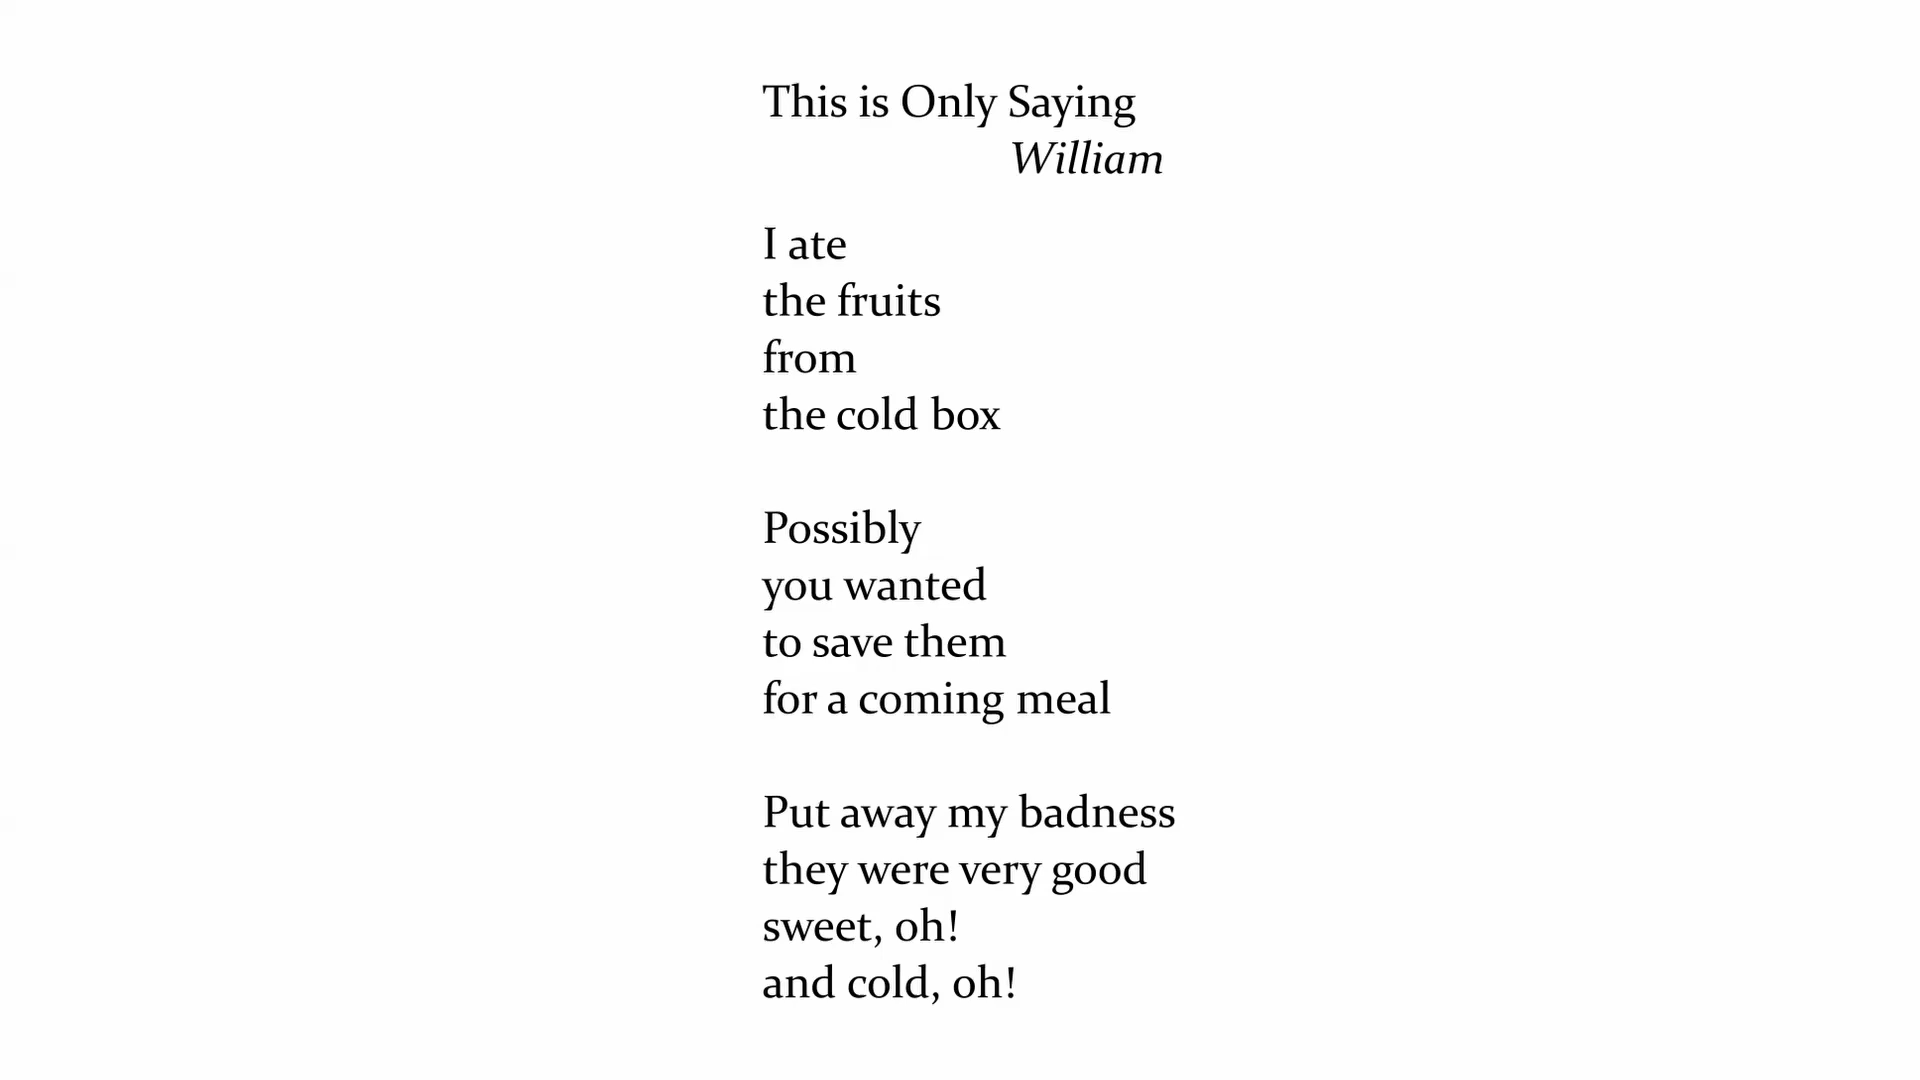 This is Only Saying
William
I ate
the fruits
from
the cold box
Possibly
you wanted
to save them
for a coming meal
Put away my badness
they were very good
sweet, oh!
and cold, oh!